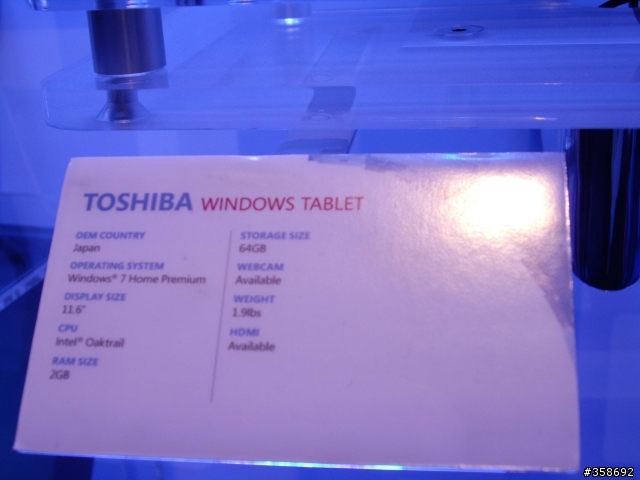 TOSHIBA WINDOWS TABLET
OEM COUNTRY
Japan
OPERATING SYSTEM
Windows® 7 Home Premium
DISPLAY SIZE
11.6"
CPU
Intel® Oaktrail
RAM SIZE
2GB
STORAGE SIZE
64GB
WEBCAM
Available
WEIGHT
1.9lbs
HDMI
Available
#358692